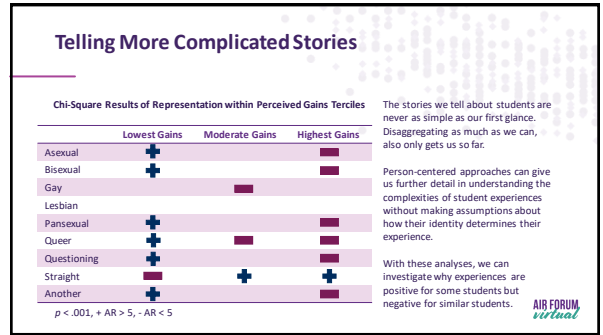 Telling More Complicated Stories
Chi-Square Results of Representation within Perceived Gains Terciles
Lowest Gains Moderate Gains Highest Gains
Asexual + -
Bisexual + -
Gay -
Lesbian
Pansexual + -
Queer + - -
Questioning + -
Straight - + +
Another + -
p < .001, + AR > 5, - AR < 5
The stories we tell about students are
never as simple as our first glance.
Disaggregating as much as we can,
also only gets us so far.
Person-centered approaches can give
us further detail in understanding the
complexities of student experiences
without making assumptions about
how their identity determines their
experience.
With these analyses, we can
investigate why experiences are
positive for some students but
negative for similar students.
AIR FORUM
virtual